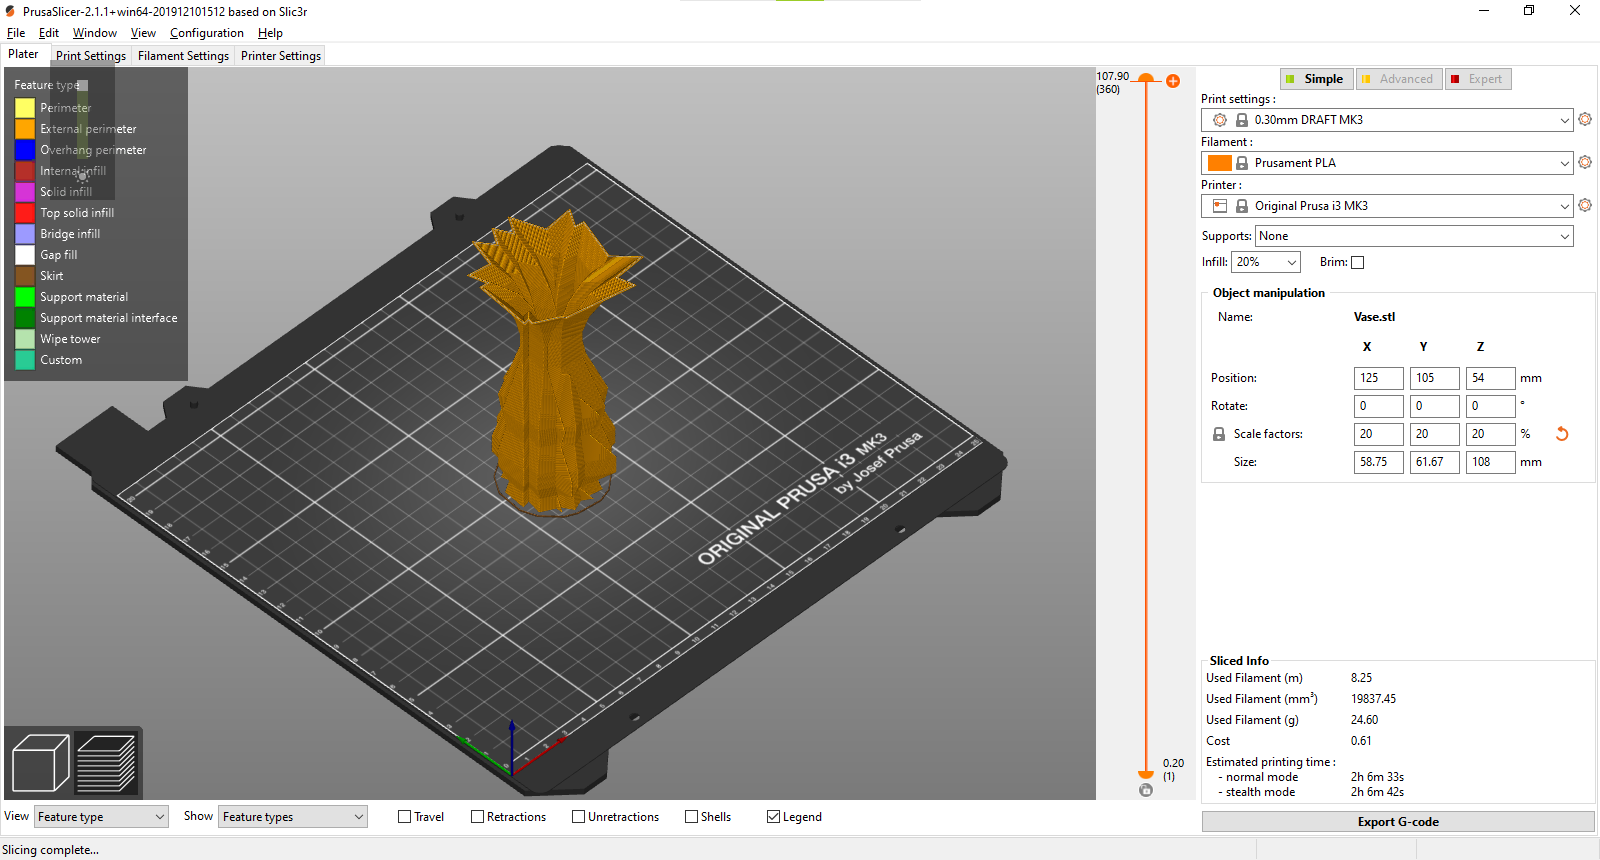 PrusaSlicer-2.1.1+win64-201912101512 based on Slic3r
File Edit Window View Configuration Help
Plater Print Settings Filament Settings Printer Settings
Feature type
Perimeter
External perimeter
Overhang perimeter
Internal infill
Solid infill
Top solid infill
Bridge infill
Gap fill
Skirt
Support material
Support material interface
Wipe tower
Custom
ORIGINAL PRUSA i3 MK3
by Josef Prusa
107.90
(360)
0.20
(1)
Simple Advanced Expert
Print settings :
0.30mm DRAFT MK3
Filament :
Prusament PLA
Printer :
Original Prusa i3 MK3
Supports: None
Infill: 20% Brim:
Object manipulation
Name: Vase.stl
X Y Z
Position: 125 105 54 mm
Rotate: 0 0 0 °
Scale factors: 20 20 20 %
Size: 58.75 61.67 108 mm
Sliced Info
Used Filament (m) 8.25
Used Filament (mm³) 19837.45
Used Filament (g) 24.60
Cost 0.61
Estimated printing time :
- normal mode 2h 6m 33s
- stealth mode 2h 6m 42s
Export G-code
View Feature type Show Feature types Travel Retractions Unretractions Shells Legend
Slicing complete...